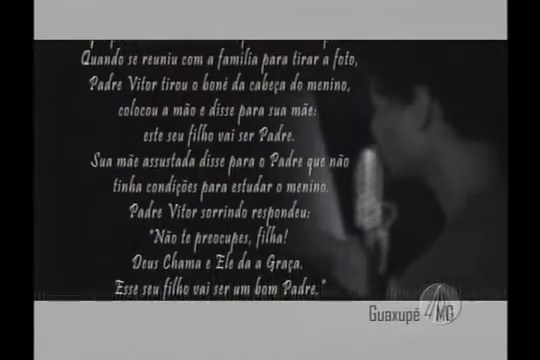 Quando se reuniu com a família para tirar a foto,
Padre Vitor tirou o boné da cabeça do menino,
colocou a mão e disse para sua mãe:
este seu filho vai ser Padre.
Sua mãe assustada disse para o Padre que não
tinha condições para estudar o menino.
Padre Vitor sorrindo respondeu:
"Não te preocupes, filha!
Deus Chama e Ele da a Graça.
Esse seu filho vai ser um bom Padre."
Guaxupé - MG